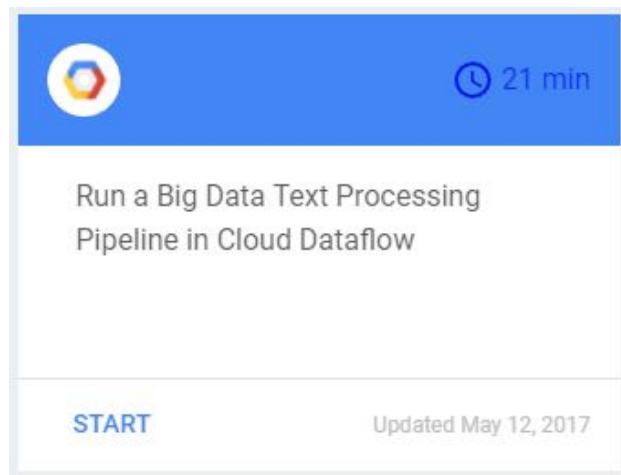 21 min
Run a Big Data Text Processing
Pipeline in Cloud Dataflow
START
Updated May 12, 2017